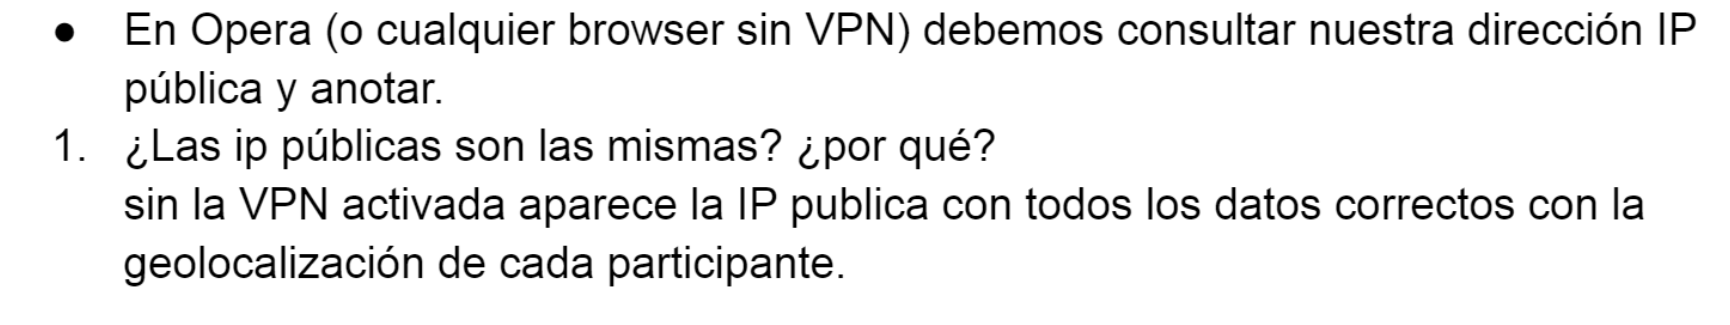 ● En Opera (o cualquier browser sin VPN) debemos consultar nuestra dirección IP
pública y anotar.
1. ¿Las ip públicas son las mismas? ¿por qué?
sin la VPN activada aparece la IP publica con todos los datos correctos con la
geolocalización de cada participante.